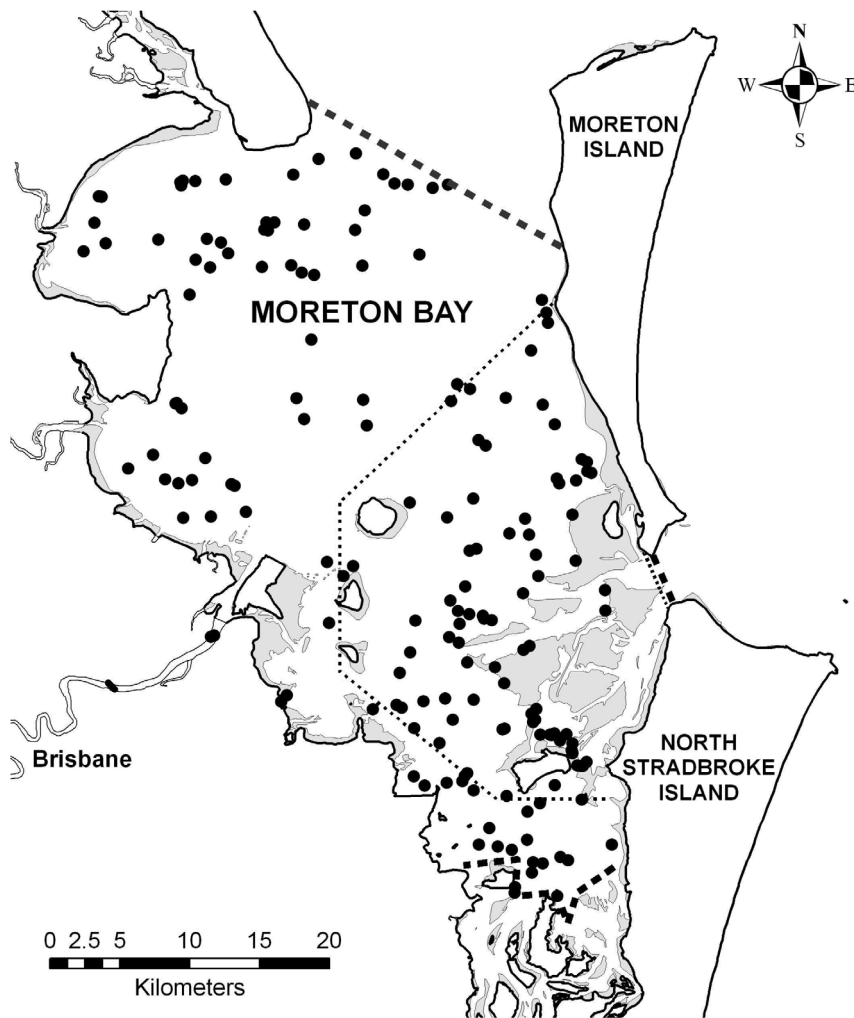 N
W E
S
MORETON
ISLAND
MORETON BAY
Brisbane
NORTH
STRADBROKE
ISLAND
0 2.5 5 10 15 20
Kilometers